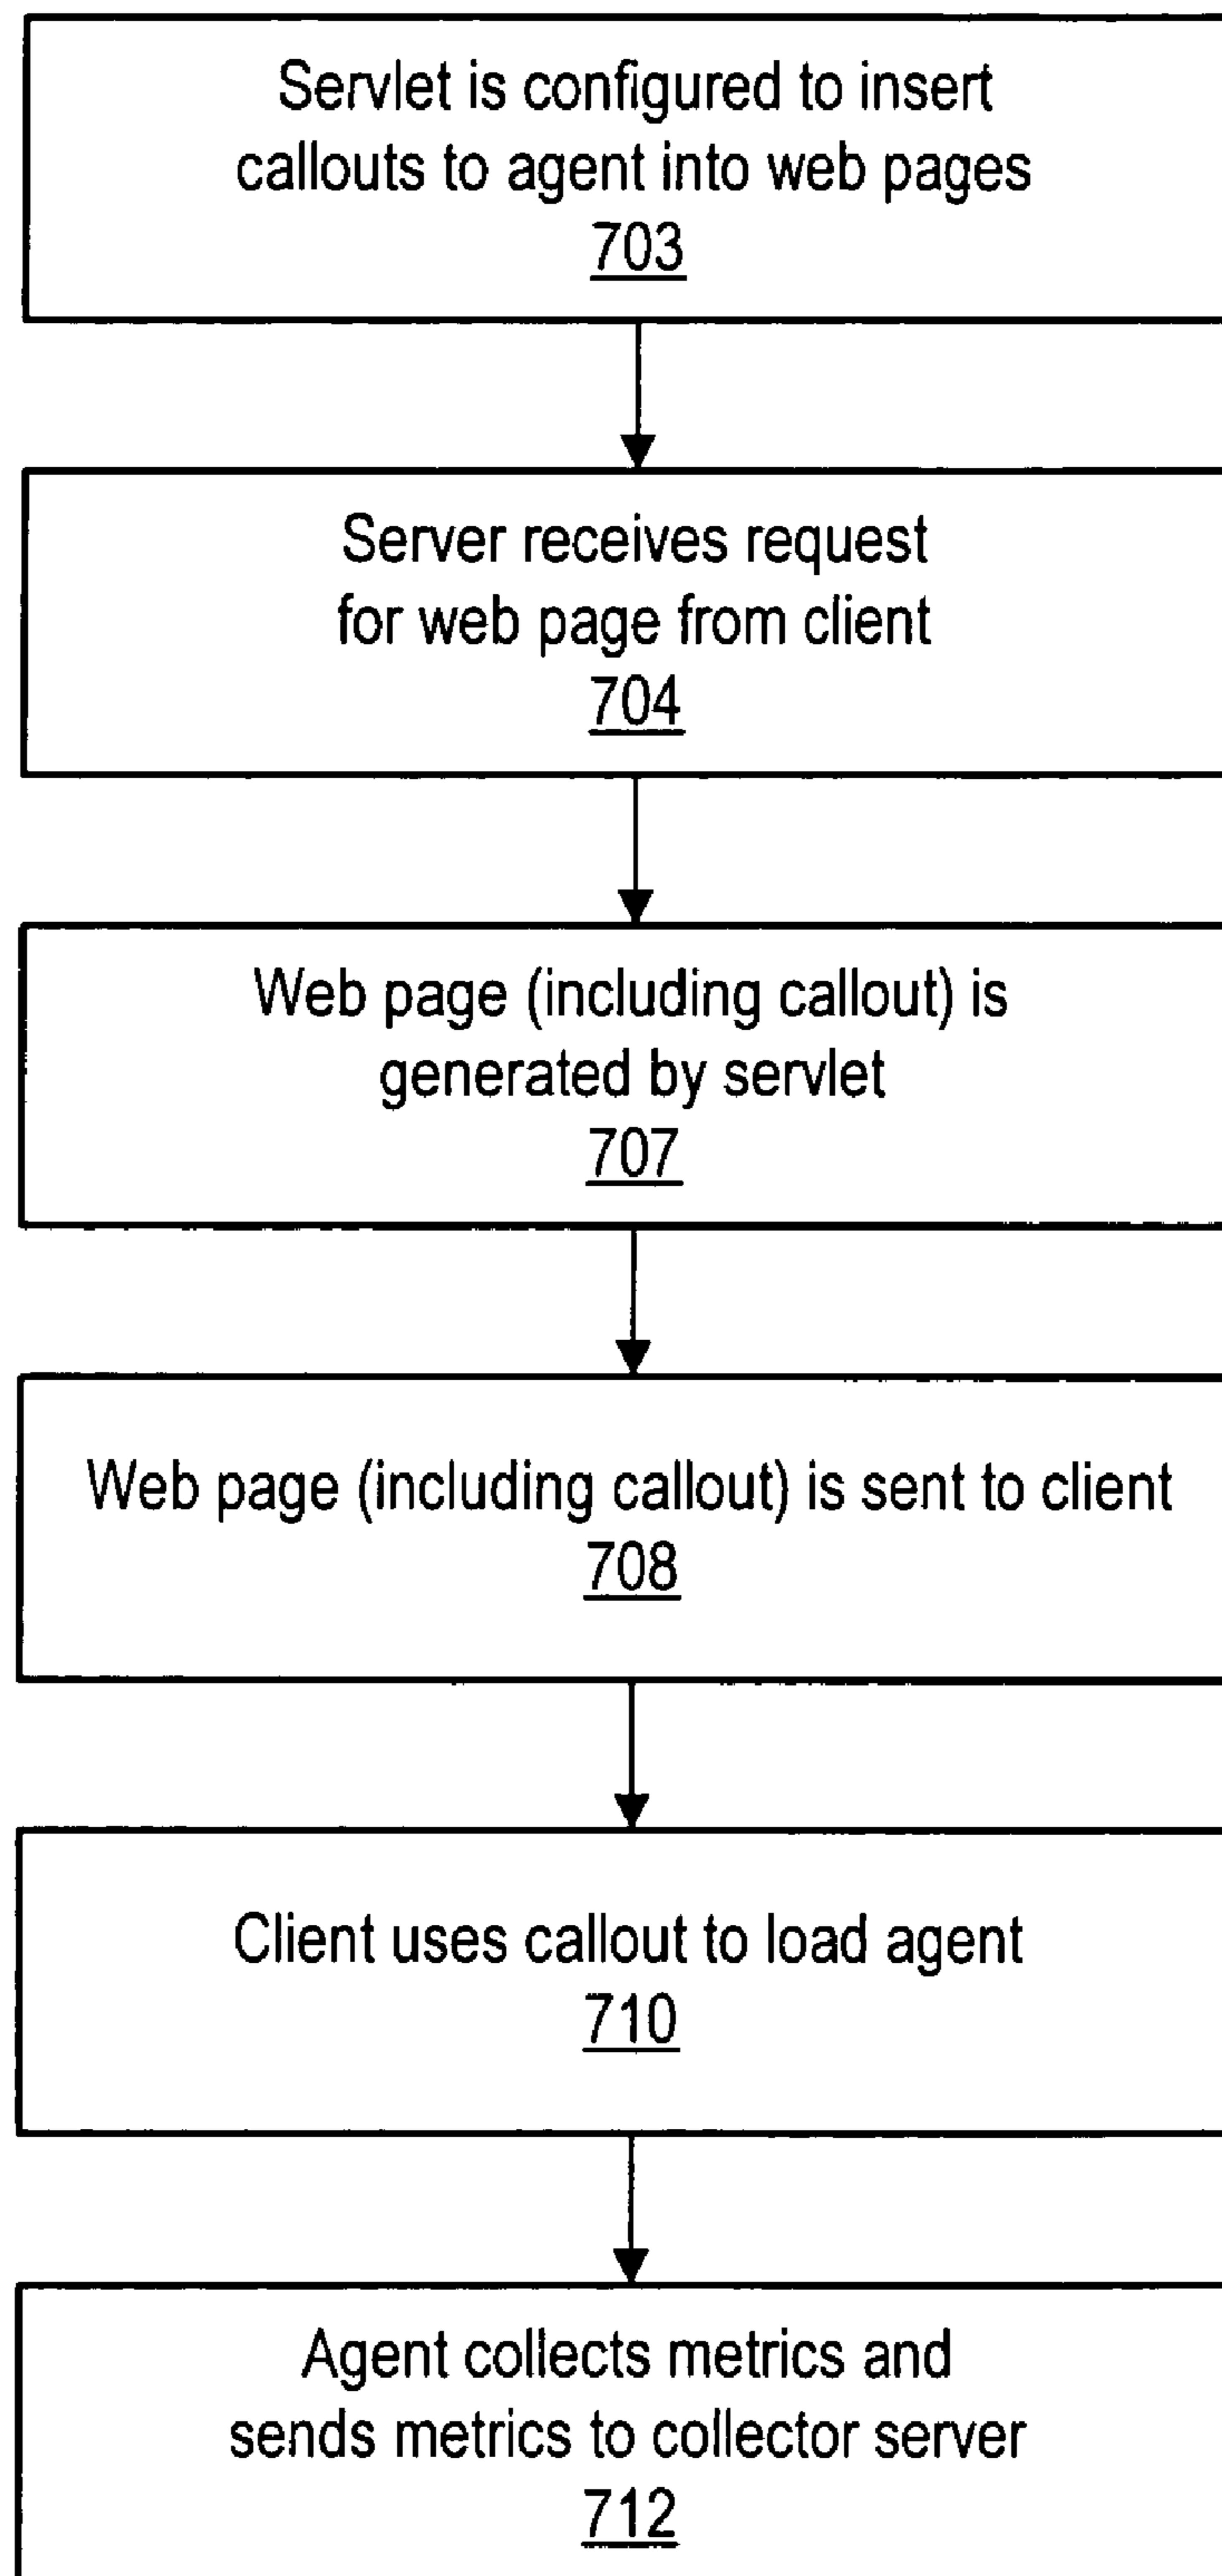 Servlet is configured to insert
callouts to agent into web pages
703
Server receives request
for web page from client
704
Web page (including callout) is
generated by servlet
707
Web page (including callout) is sent to client
708
Client uses callout to load agent
710
Agent collects metrics and
sends metrics to collector server
712